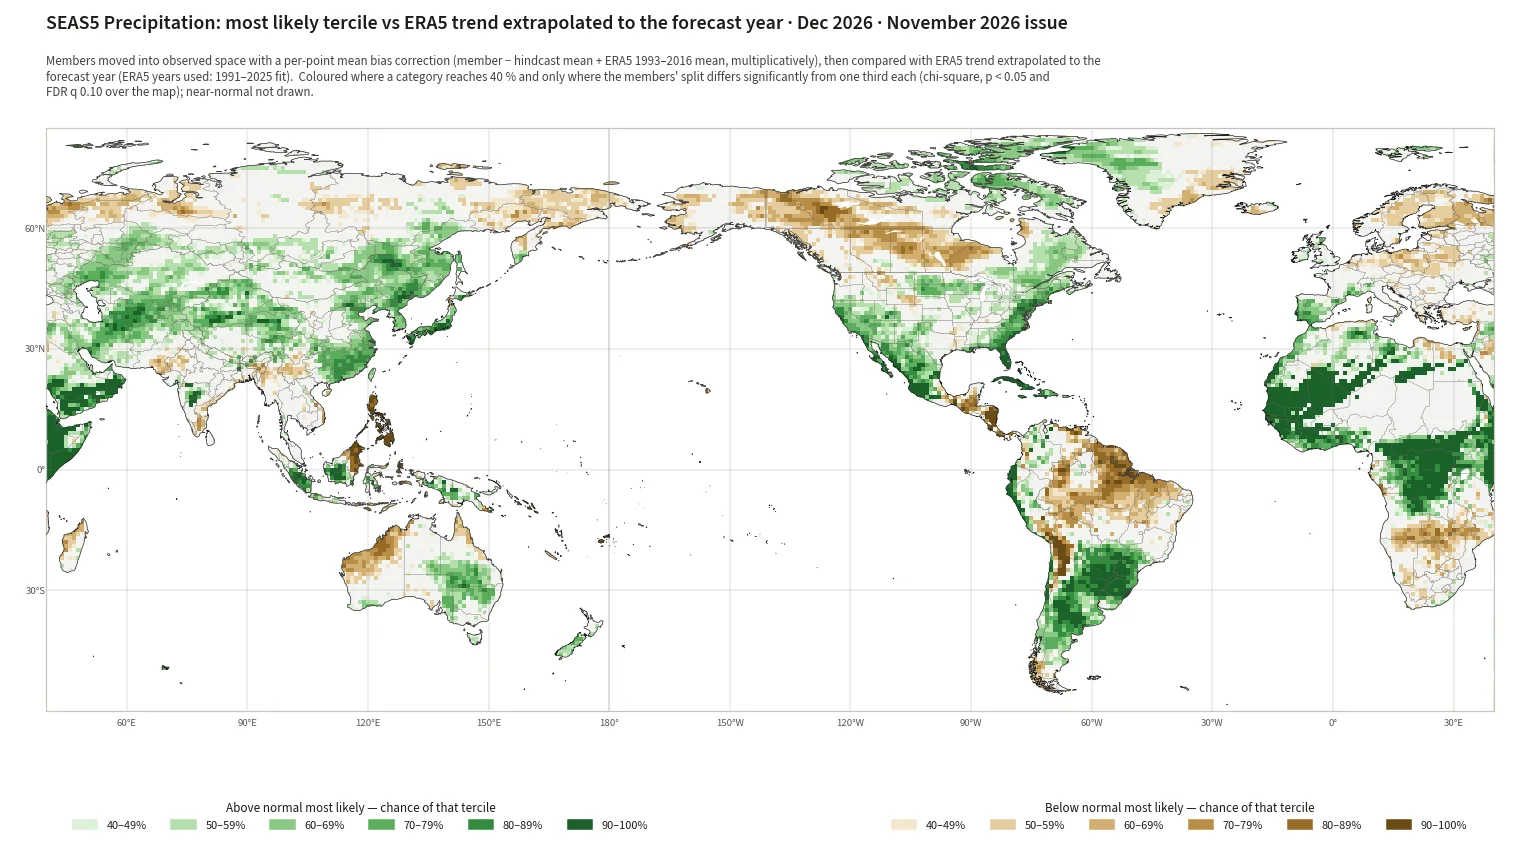 SEAS5 Precipitation: most likely tercile vs ERA5 trend extrapolated to the forecast year · Dec 2026 · November 2026 issue
Members moved into observed space with a per-point mean bias correction (member − hindcast mean + ERA5 1993–2016 mean, multiplicatively), then compared with ERA5 trend extrapolated to the
forecast year (ERA5 years used: 1991–2025 fit). Coloured where a category reaches 40 % and only where the members' split differs significantly from one third each (chi-square, p < 0.05 and
FDR q 0.10 over the map); near-normal not drawn.
60°N
30°N
0°
30°S
60°E 90°E 120°E 150°E 180° 150°W 120°W 90°W 60°W 30°W 0° 30°E
Above normal most likely — chance of that tercile
40–49% 50–59% 60–69% 70–79% 80–89% 90–100%
Below normal most likely — chance of that tercile
40–49% 50–59% 60–69% 70–79% 80–89% 90–100%